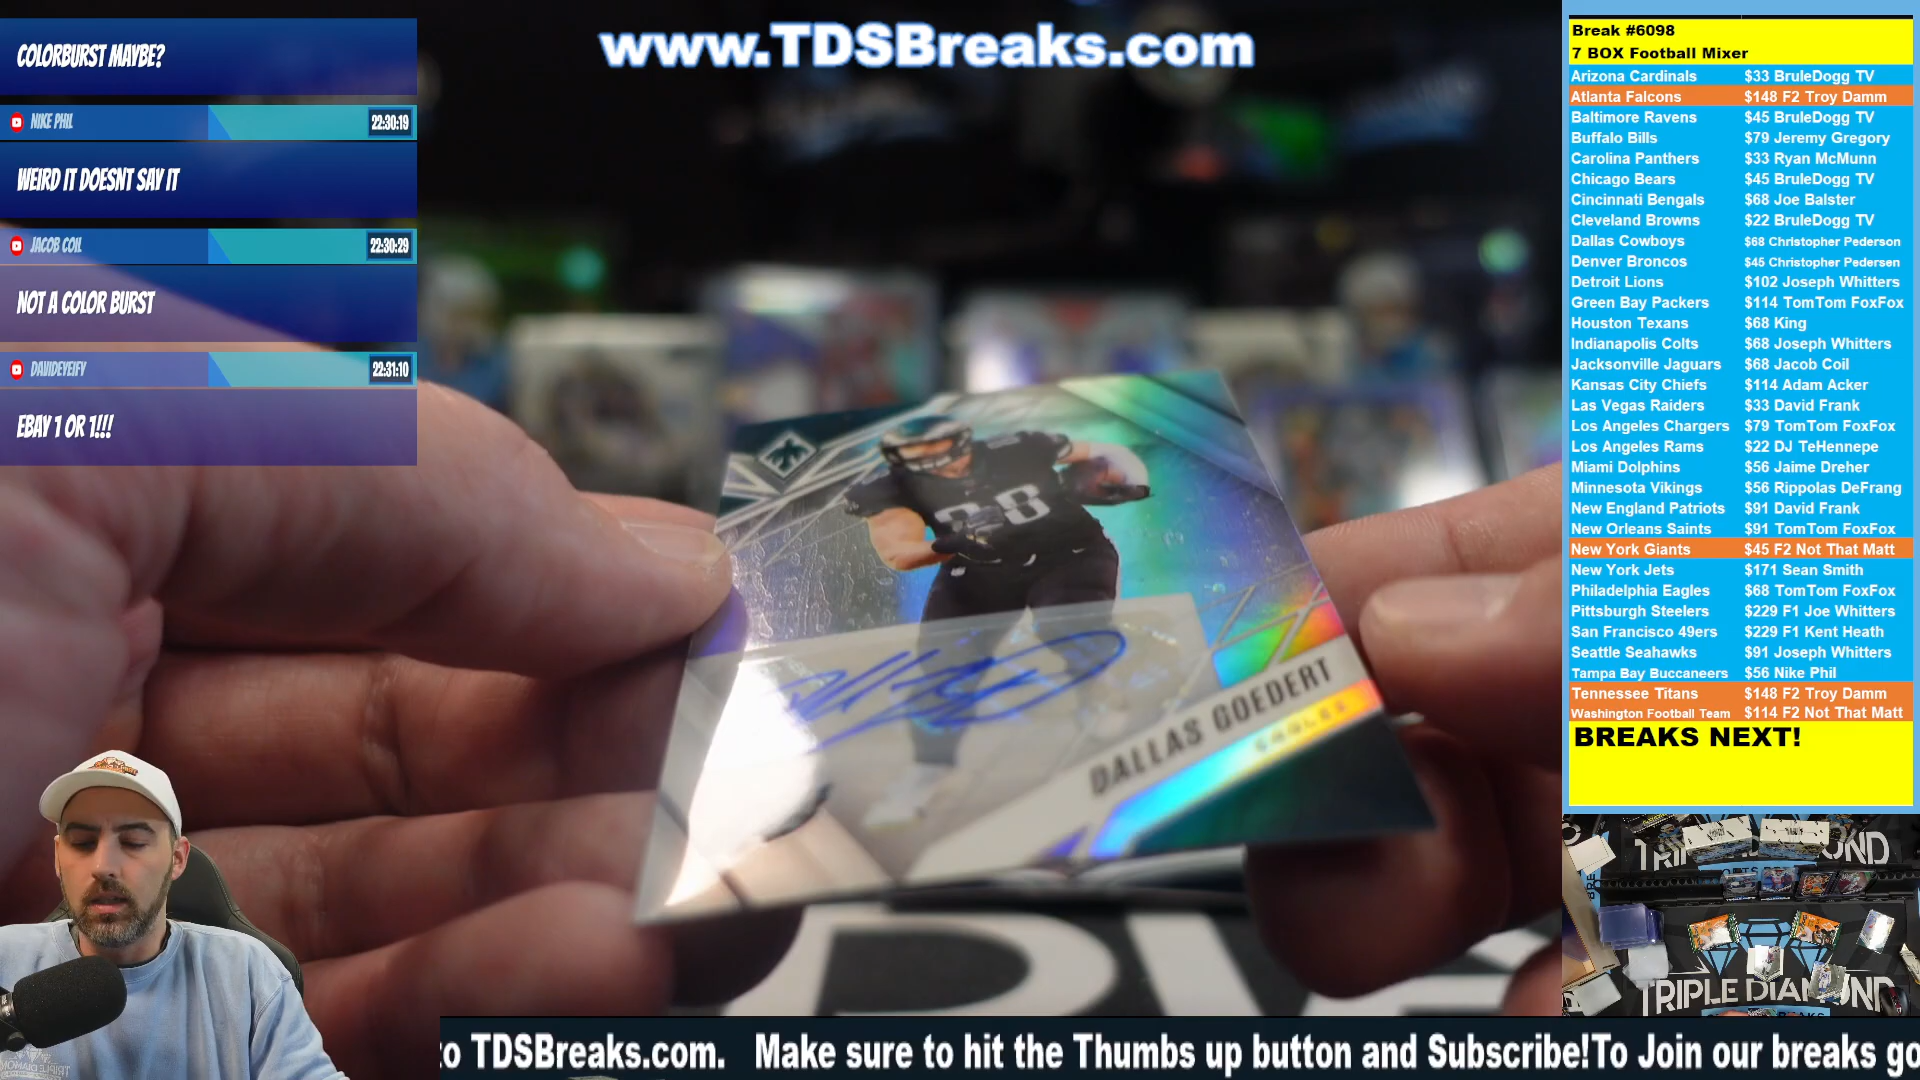 COLORBURST MAYBE?
NIKE PHIL 22:30:19
WEIRD IT DOESNT SAY IT
JACOB COIL 22:30:29
NOT A COLOR BURST
DAVIDEYEIFY 22:31:10
EBAY 1 OR 1!!!
www.TDSBreaks.com
88
DALLAS GOEDERT
EAGLES
Break #6098
7 BOX Football Mixer
Arizona Cardinals $33 BruleDogg TV
Atlanta Falcons $148 F2 Troy Damm
Baltimore Ravens $45 BruleDogg TV
Buffalo Bills $79 Jeremy Gregory
Carolina Panthers $33 Ryan McMunn
Chicago Bears $45 BruleDogg TV
Cincinnati Bengals $68 Joe Balster
Cleveland Browns $22 BruleDogg TV
Dallas Cowboys $68 Christopher Pederson
Denver Broncos $45 Christopher Pedersen
Detroit Lions $102 Joseph Whitters
Green Bay Packers $114 TomTom FoxFox
Houston Texans $68 King
Indianapolis Colts $68 Joseph Whitters
Jacksonville Jaguars $68 Jacob Coil
Kansas City Chiefs $114 Adam Acker
Las Vegas Raiders $33 David Frank
Los Angeles Chargers $79 TomTom FoxFox
Los Angeles Rams $22 DJ TeHennepe
Miami Dolphins $56 Jaime Dreher
Minnesota Vikings $56 Rippolas DeFrang
New England Patriots $91 David Frank
New Orleans Saints $91 TomTom FoxFox
New York Giants $45 F2 Not That Matt
New York Jets $171 Sean Smith
Philadelphia Eagles $68 TomTom FoxFox
Pittsburgh Steelers $229 F1 Joe Whitters
San Francisco 49ers $229 F1 Kent Heath
Seattle Seahawks $91 Joseph Whitters
Tampa Bay Buccaneers $56 Nike Phil
Tennessee Titans $148 F2 Troy Damm
Washington Football Team $114 F2 Not That Matt
BREAKS NEXT!
TRIPLE DIAMOND
to TDSBreaks.com. Make sure to hit the Thumbs up button and Subscribe!To Join our breaks go